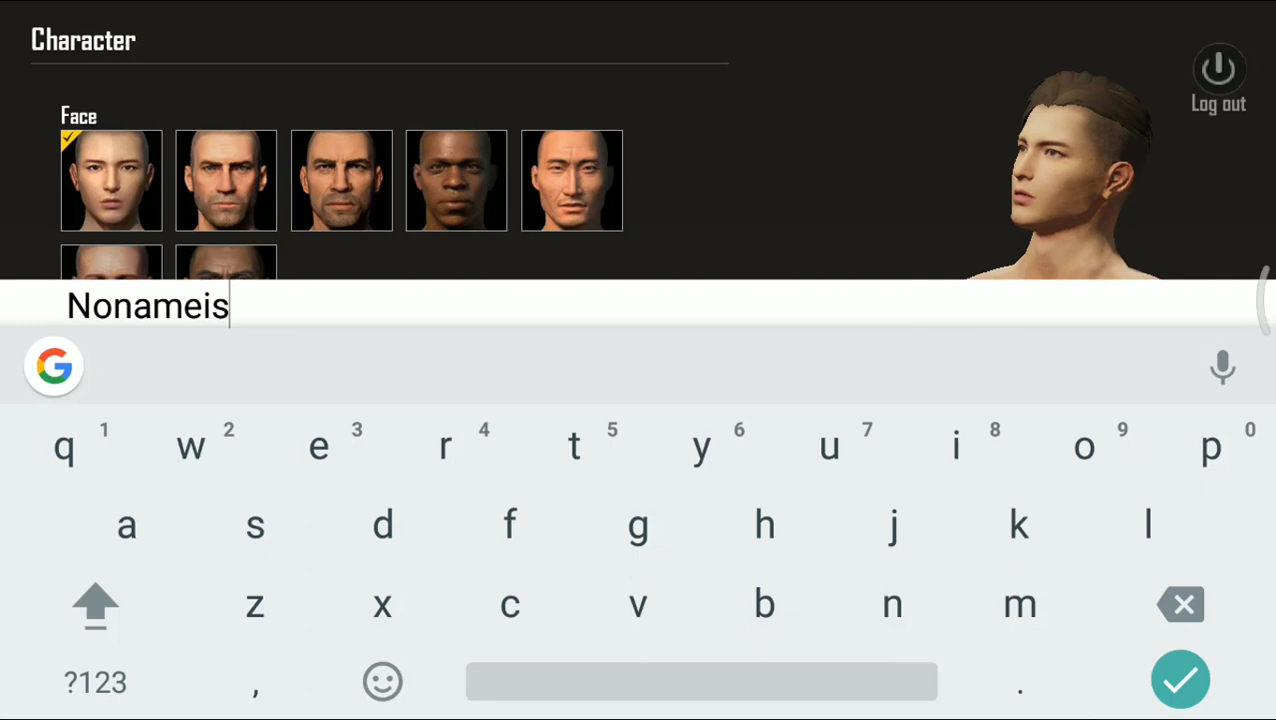 Character
Log out
Face
Nonameis
G
q 1 w 2 e 3 r 4 t 5 y 6 u 7 i 8 o 9 p 0
a s d f g h j k l
z x c v b n m
?123 , .